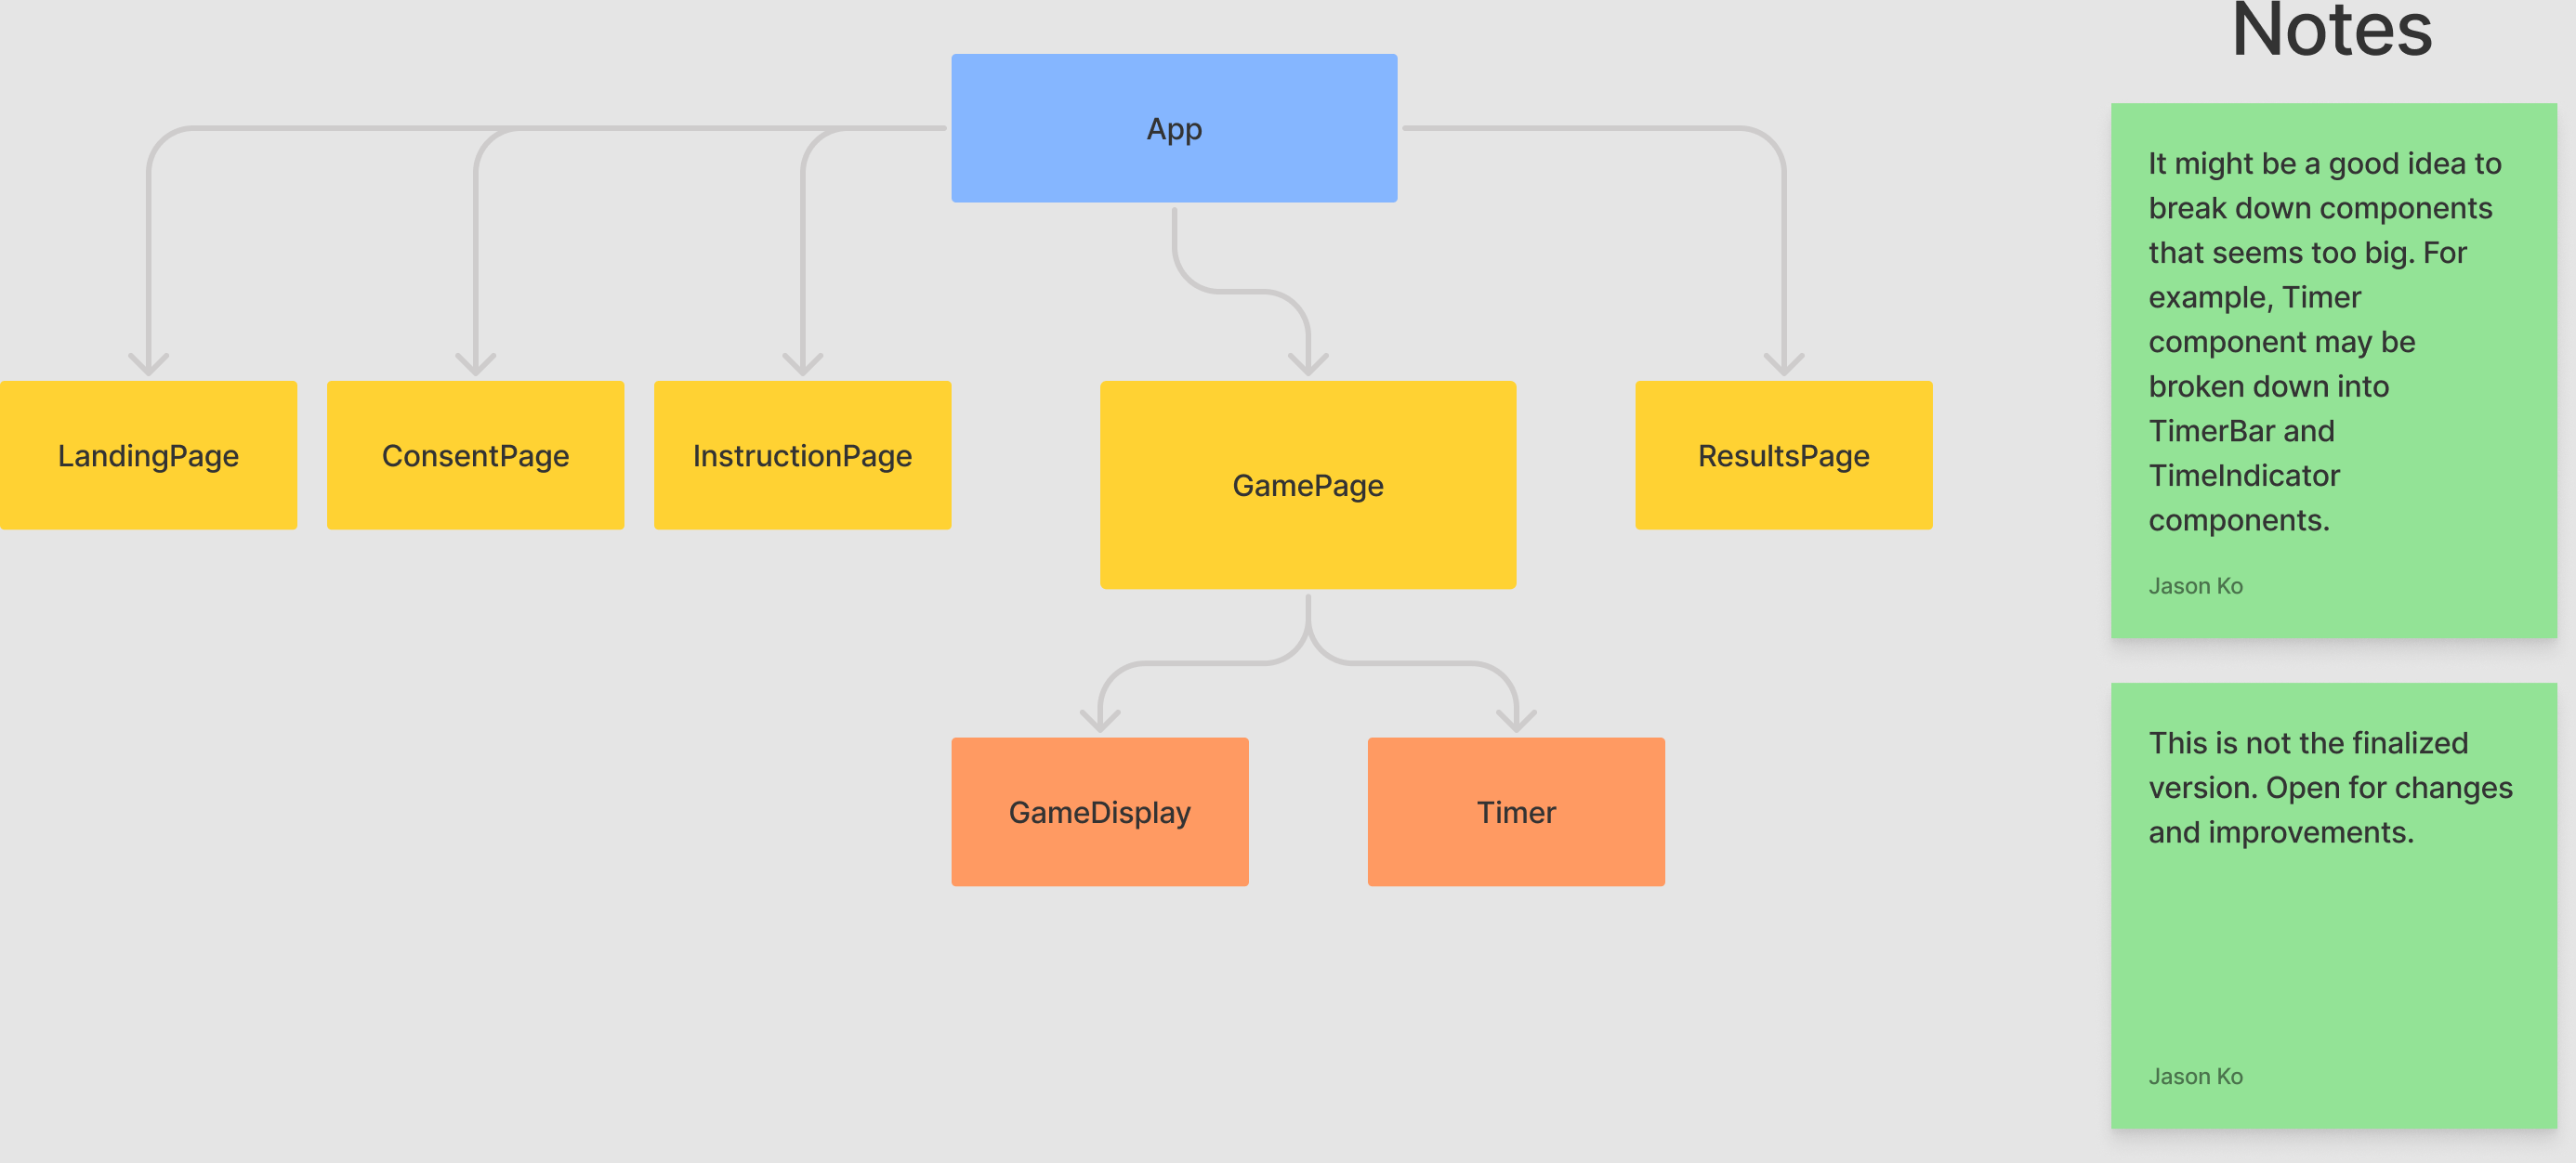 Notes
App
LandingPage
ConsentPage
InstructionPage
GamePage
ResultsPage
GameDisplay
Timer
It might be a good idea to
break down components
that seems too big. For
example, Timer
component may be
broken down into
TimerBar and
TimeIndicator
components.
Jason Ko
This is not the finalized
version. Open for changes
and improvements.
Jason Ko